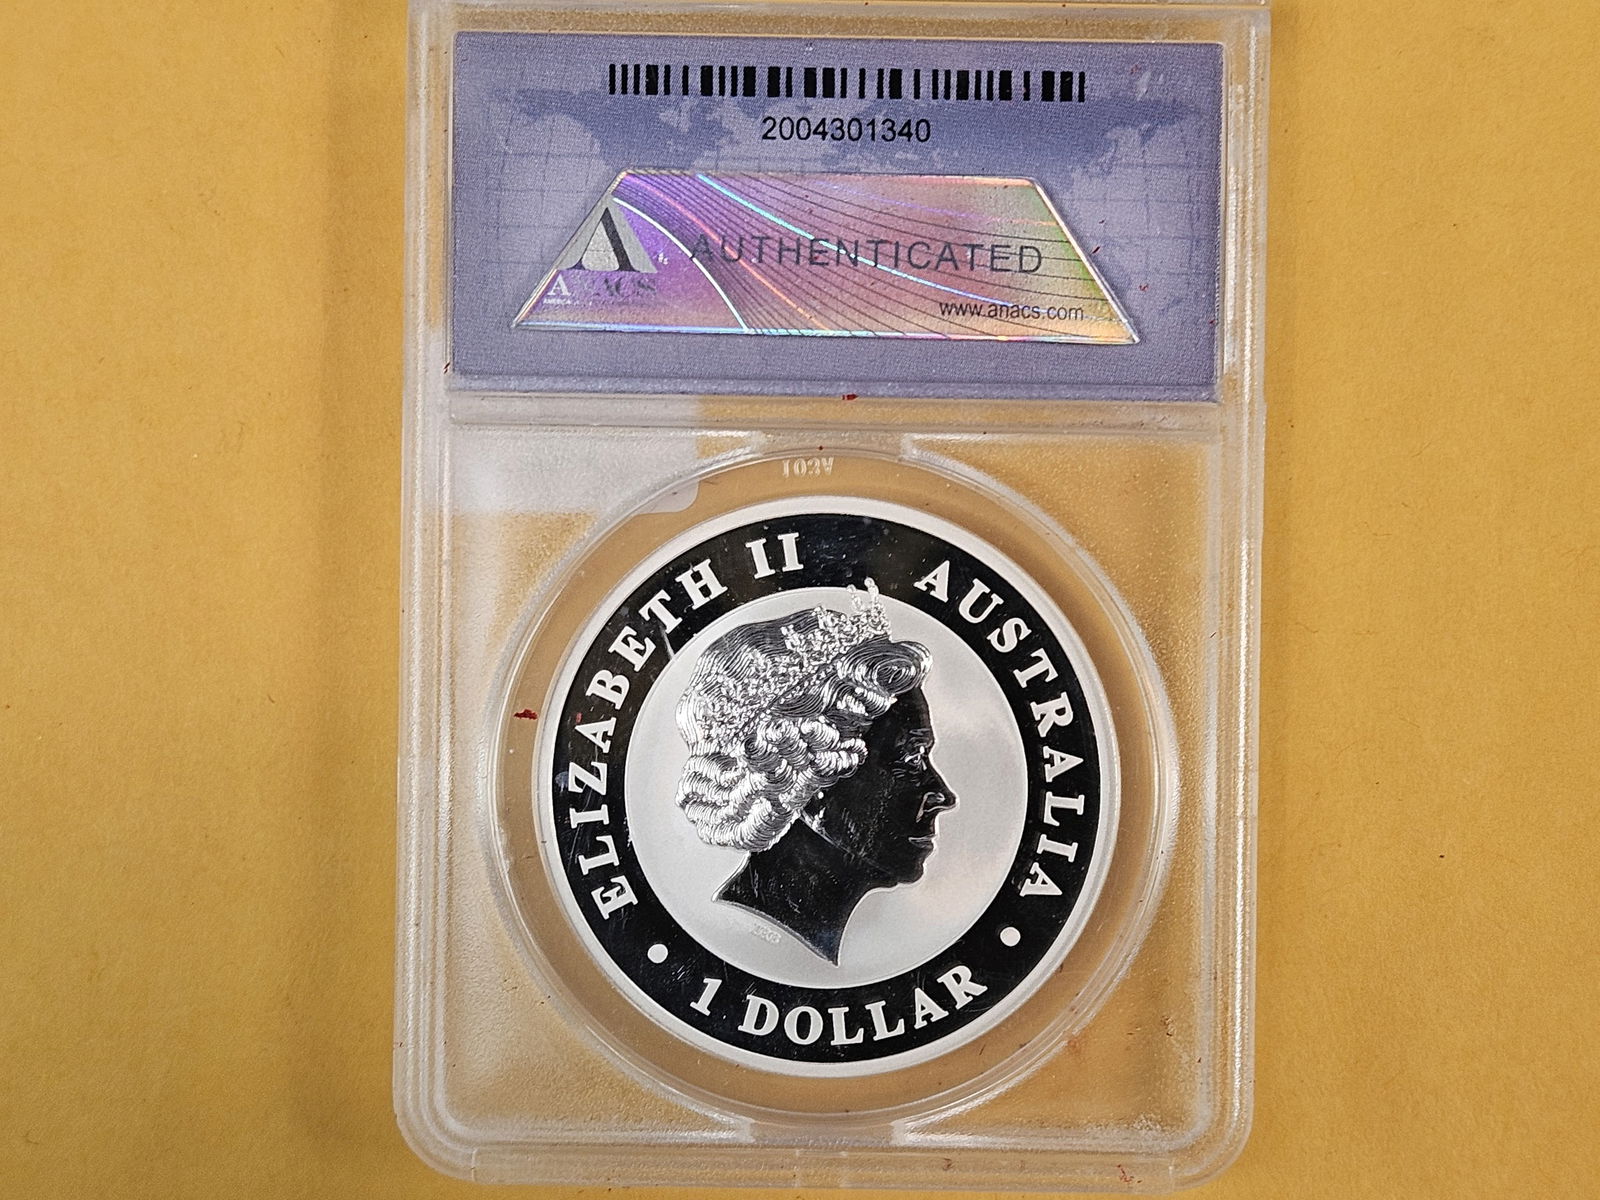 2004301340
AUTHENTICATED
www.anacs.com
ELIZABETH II AUSTRALIA
1 DOLLAR